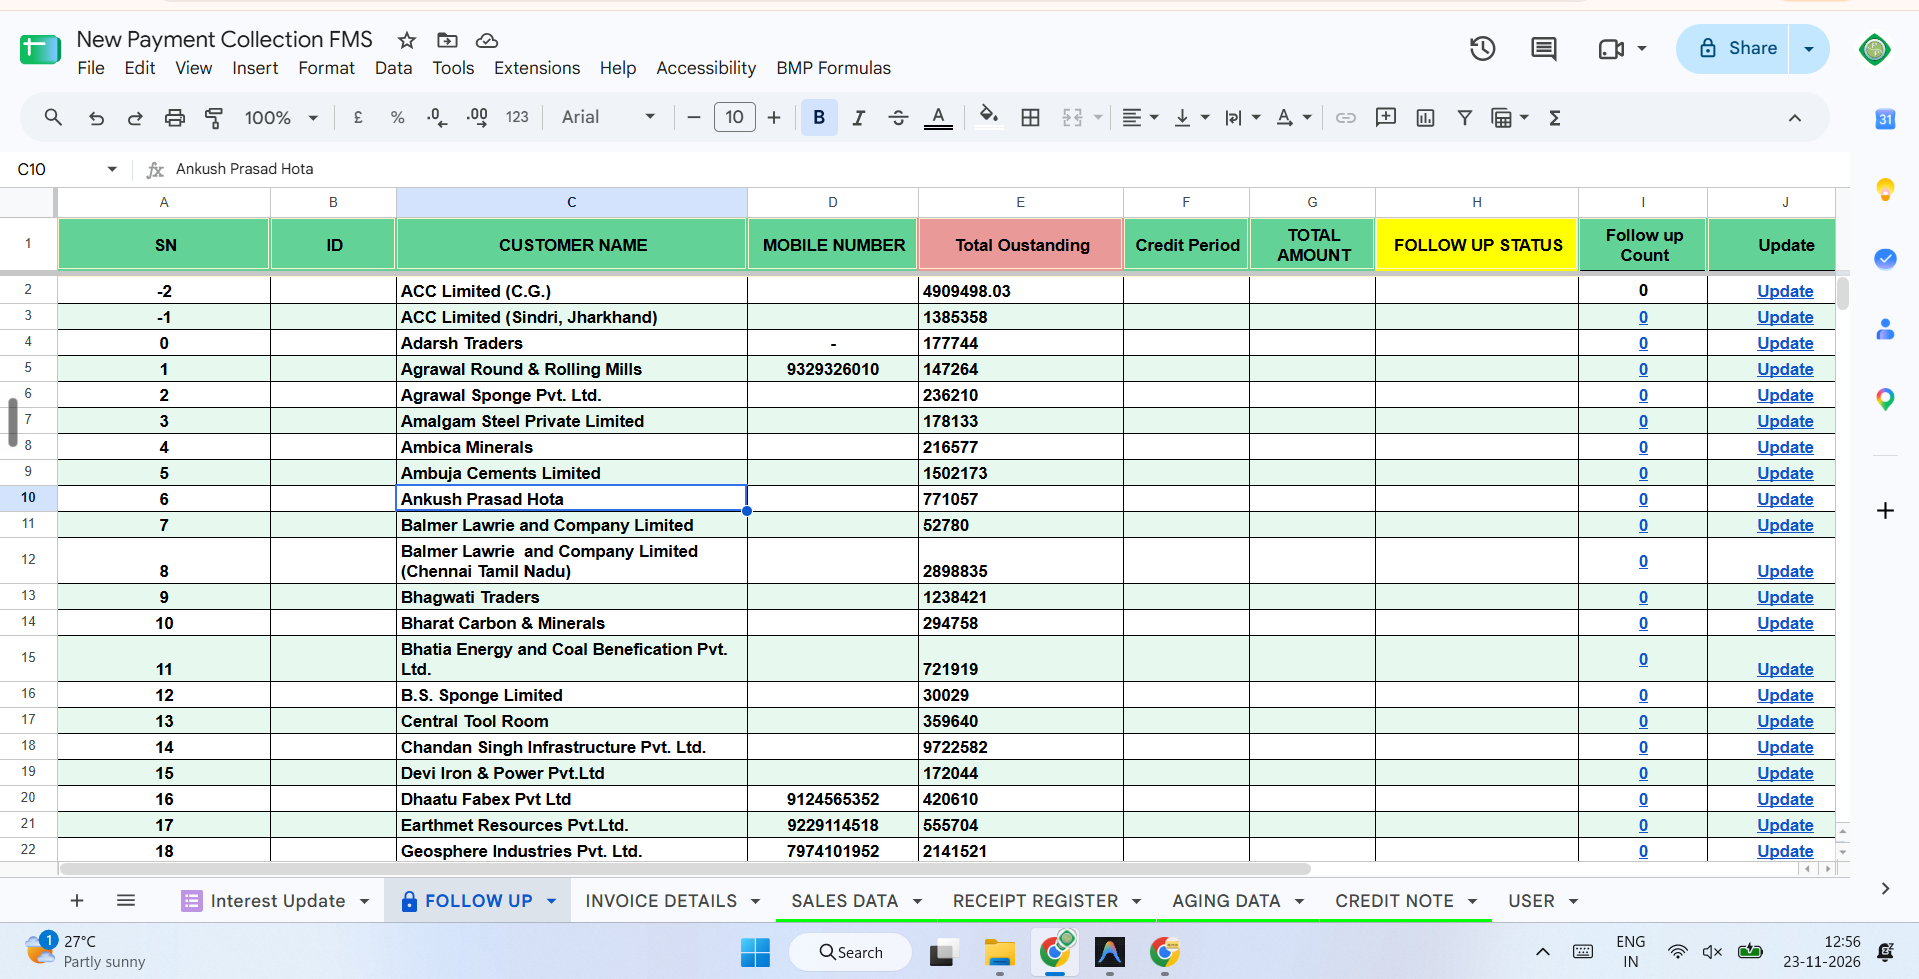 New Payment Collection FMS
File Edit View Insert Format Data Tools Extensions Help Accessibility BMP Formulas
Share
100% £ % .0 .00 123 Arial 10 B I S A
31
C10 fx Ankush Prasad Hota
A B C D E F G H I J
1 SN ID CUSTOMER NAME MOBILE NUMBER Total Oustanding Credit Period TOTAL AMOUNT FOLLOW UP STATUS Follow up Count Update
2 -2 ACC Limited (C.G.) 4909498.03 0 Update
3 -1 ACC Limited (Sindri, Jharkhand) 1385358 0 Update
4 0 Adarsh Traders - 177744 0 Update
5 1 Agrawal Round & Rolling Mills 9329326010 147264 0 Update
6 2 Agrawal Sponge Pvt. Ltd. 236210 0 Update
7 3 Amalgam Steel Private Limited 178133 0 Update
8 4 Ambica Minerals 216577 0 Update
9 5 Ambuja Cements Limited 1502173 0 Update
10 6 Ankush Prasad Hota 771057 0 Update
11 7 Balmer Lawrie and Company Limited 52780 0 Update
12 8 Balmer Lawrie and Company Limited (Chennai Tamil Nadu) 2898835 0 Update
13 9 Bhagwati Traders 1238421 0 Update
14 10 Bharat Carbon & Minerals 294758 0 Update
15 11 Bhatia Energy and Coal Benefication Pvt. Ltd. 721919 0 Update
16 12 B.S. Sponge Limited 30029 0 Update
17 13 Central Tool Room 359640 0 Update
18 14 Chandan Singh Infrastructure Pvt. Ltd. 9722582 0 Update
19 15 Devi Iron & Power Pvt.Ltd 172044 0 Update
20 16 Dhaatu Fabex Pvt Ltd 9124565352 420610 0 Update
21 17 Earthmet Resources Pvt.Ltd. 9229114518 555704 0 Update
22 18 Geosphere Industries Pvt. Ltd. 7974101952 2141521 0 Update
Interest Update FOLLOW UP INVOICE DETAILS SALES DATA RECEIPT REGISTER AGING DATA CREDIT NOTE USER
1 27°C
Partly sunny
Search
ENG
IN
12:56
23-11-2026